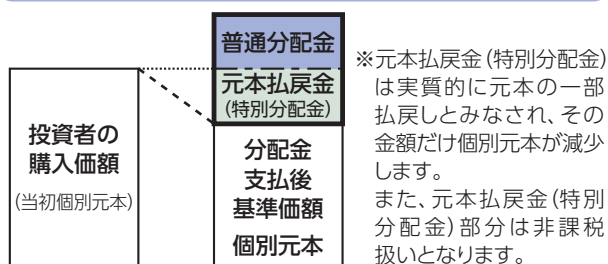 普通分配金
元本払戻金
(特別分配金)
投資者の
購入価額
(当初個別元本)
分配金
支払後
基準価額
個別元本
※元本払戻金(特別分配金)
は実質的に元本の一部
払戻しとみなされ、その
金額だけ個別元本が減少
します。
また、元本払戻金(特別
分配金)部分は非課税
扱いとなります。